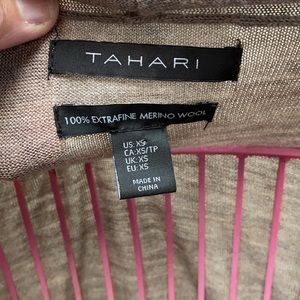 TAHARI
100% EXTRAFINE MERINO WOOL
US: XS
CA: XS/TP
UK: XS
EU: XS
MADE IN
CHINA